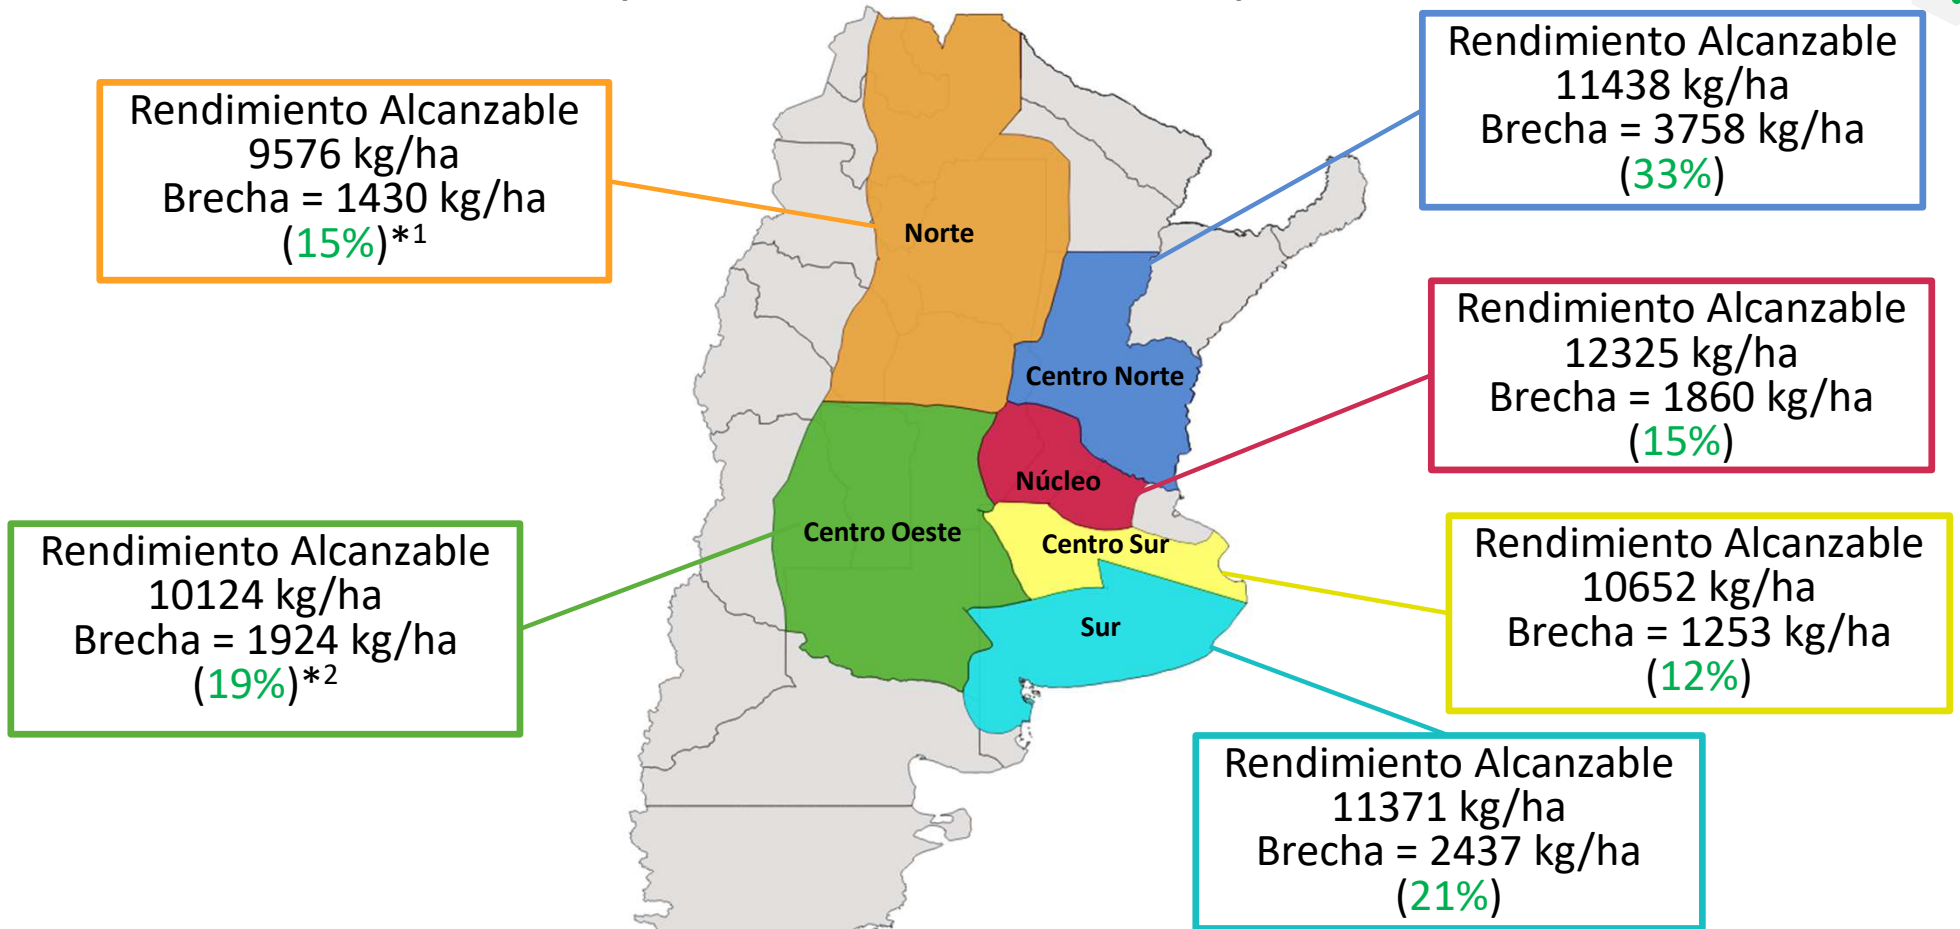 Rendimiento Alcanzable
9576 kg/ha
Brecha = 1430 kg/ha
(15%)*1
Rendimiento Alcanzable
11438 kg/ha
Brecha = 3758 kg/ha
(33%)
Norte
Centro Norte
Rendimiento Alcanzable
12325 kg/ha
Brecha = 1860 kg/ha
(15%)
Núcleo
Centro Oeste
Centro Sur
Sur
Rendimiento Alcanzable
10124 kg/ha
Brecha = 1924 kg/ha
(19%)*2
Rendimiento Alcanzable
10652 kg/ha
Brecha = 1253 kg/ha
(12%)
Rendimiento Alcanzable
11371 kg/ha
Brecha = 2437 kg/ha
(21%)